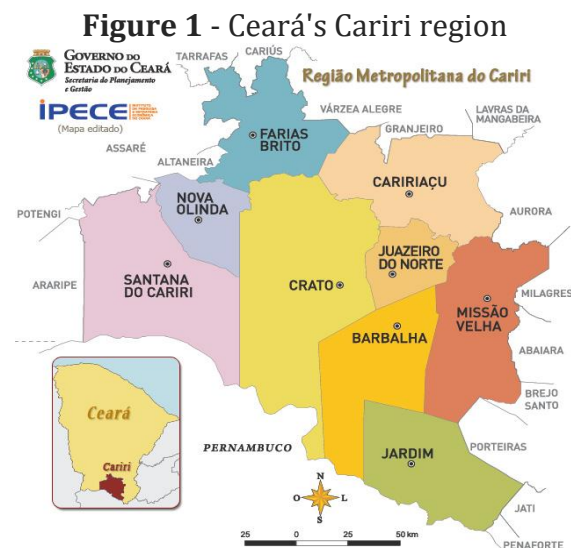 Figure 1 - Ceará's Cariri region
GOVERNO DO
ESTADO DO CEARÁ
Secretaria do Planejamento
e Gestão
IPECE
(Mapa editado)
Região Metropolitana do Cariri
TARRAFAS
CARIÚS
VÁRZEA ALEGRE
GRANJEIRO
LAVRAS DA
MANGABEIRA
ASSARÉ
ALTANEIRA
FARIAS
BRITO
CARIRIAÇU
NOVA
OLINDA
POTENGI
AURORA
JUAZEIRO
DO NORTE
SANTANA
DO CARIRI
CRATO
ARARIPE
MISSÃO
VELHA
MILAGRES
BARBALHA
ABAIARA
BREJO
SANTO
Ceará
Cariri
PERNAMBUCO
JARDIM
PORTEIRAS
N
O
L
S
JATI
PENAFORTE
25 0 25 50 km